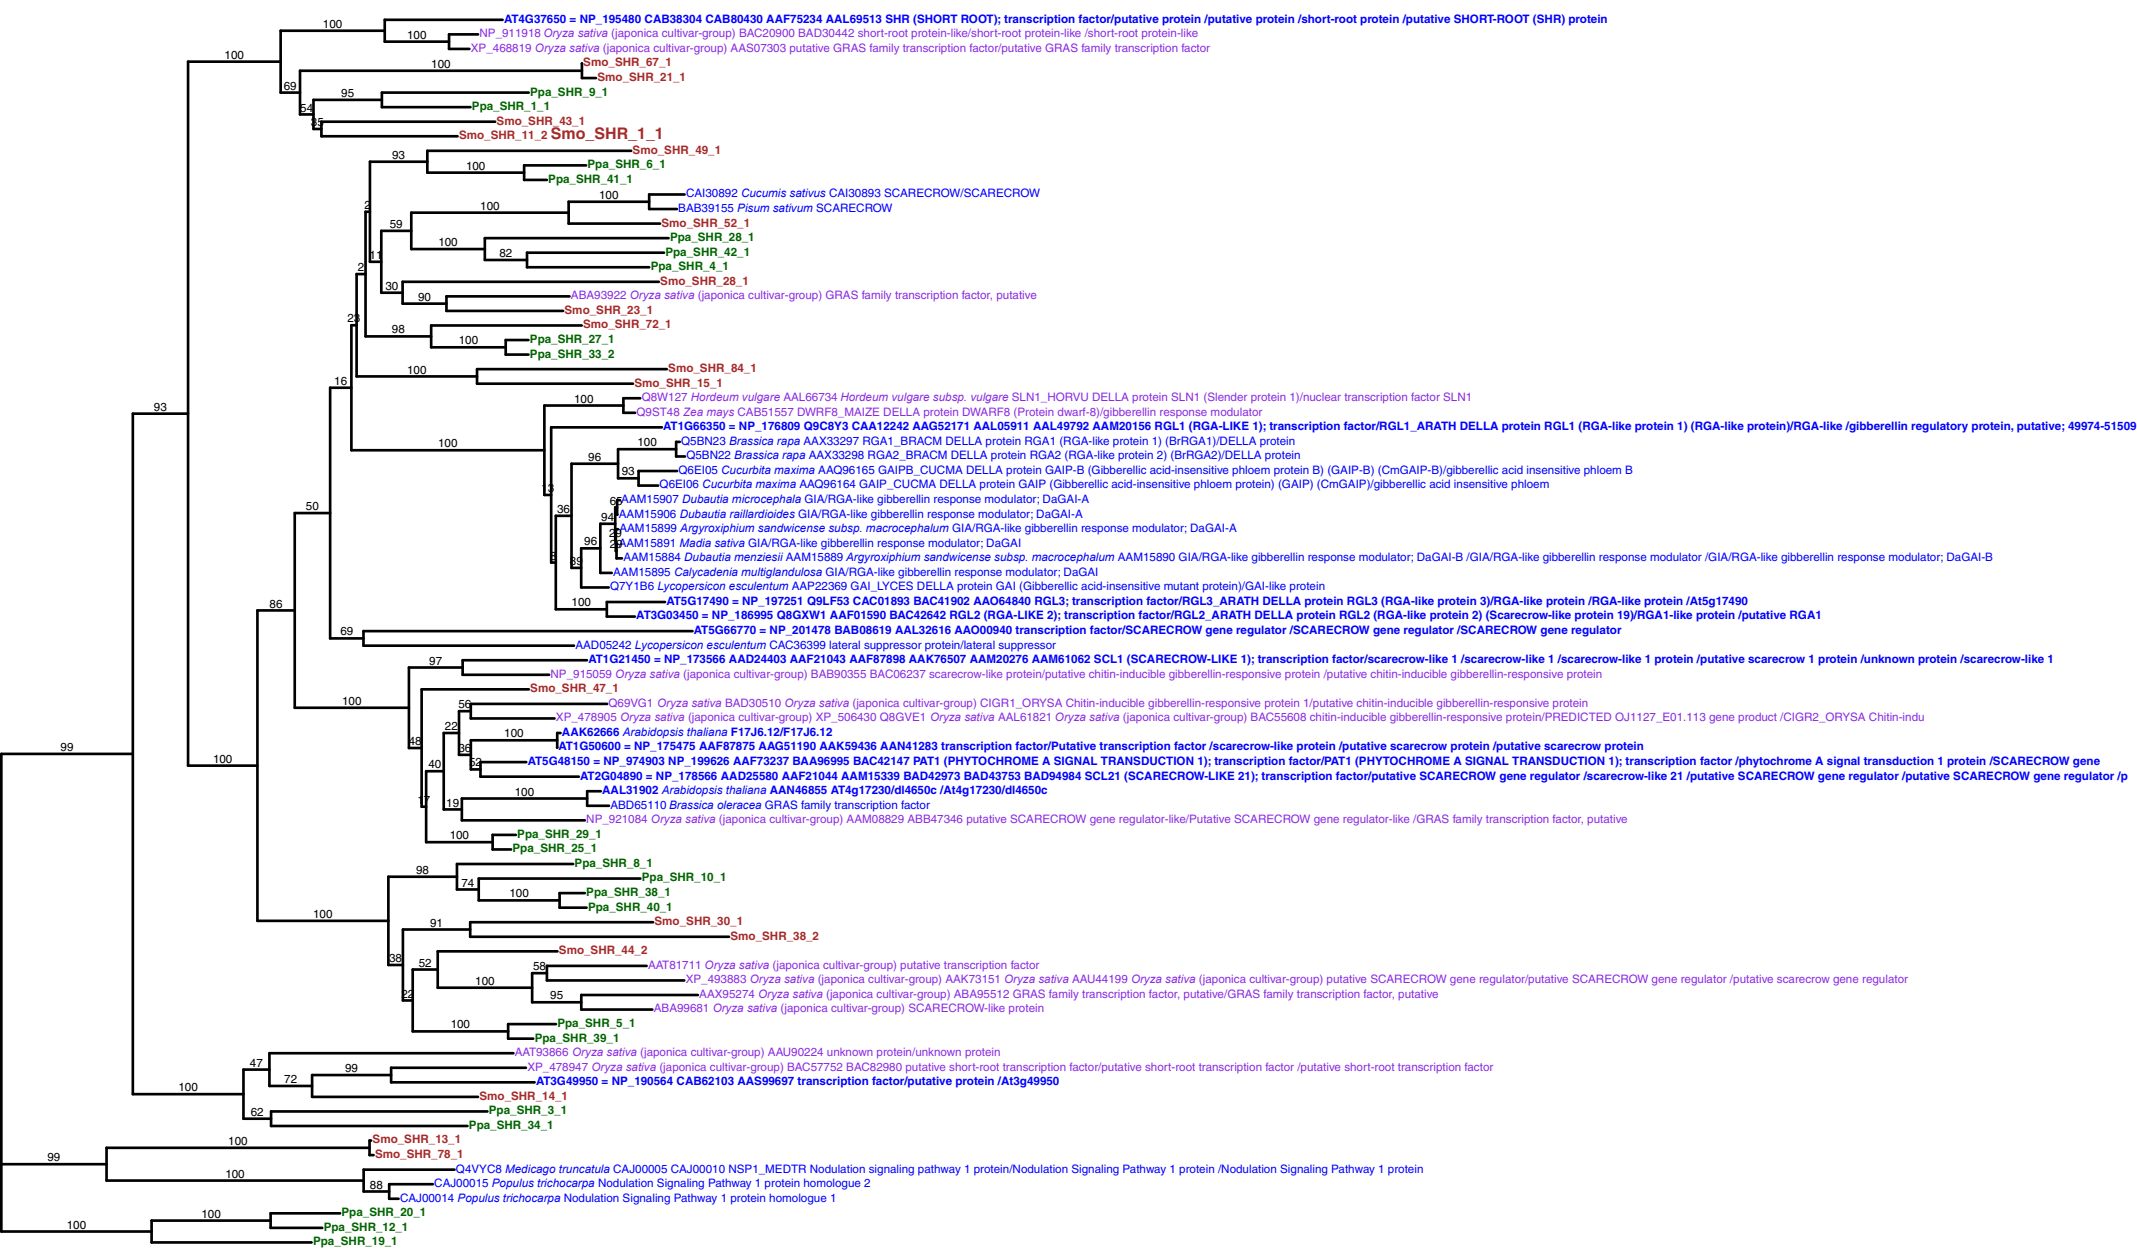 AT4G37650 = NP_195480 CAB38304 CAB80430 AAF75234 AAL69513 SHR (SHORT ROOT); transcription factor/putative protein /putative protein /short-root protein /putative SHORT-ROOT (SHR) protein
100
100
NP_911918 Oryza sativa (japonica cultivar-group) BAC20900 BAD30442 short-root protein-like/short root protein-like /short-root protein-like
XP_468819 Oryza sativa (japonica cultivar-group) AAS07303 putative GRAS family transcription factor/putative GRAS family transcription factor
100
100
Smo_SHR_67_1
Smo_SHR_21_1
69
95
Ppa_SHR_9_1
54
Ppa_SHR_1_1
Smo_SHR_43_1
Smo_SHR_11_2 Smo_SHR_1_1
Smo_SHR_49_1
93
100
Ppa_SHR_6_1
Ppa_SHR_41_1
100
CAI30892 Cucumis sativus CAI30893 SCARECROW/SCARECROW
100
BAB39155 Pisum sativum SCARECROW
2
59
Smo_SHR_52_1
100
Ppa_SHR_28_1
11
82
Ppa_SHR_42_1
2
Ppa_SHR_4_1
30
Smo_SHR_28_1
90
ABA93922 Oryza sativa (japonica cultivar-group) GRAS family transcription factor, putative
Smo_SHR_23_1
23
98
Smo_SHR_72_1
100
Ppa_SHR_27_1
Ppa_SHR_33_2
100
Smo_SHR_84_1
16
Smo_SHR_15_1
100
Q8W127 Hordeum vulgare AAL66734 Hordeum vulgare subsp. vulgare SLN1_HORVU DELLA protein SLN1 (Slender protein 1)/nuclear transcription factor SLN1
93
Q9ST48 Zea mays CAB51557 DWRF8_MAIZE DELLA protein DWARF8 (Protein dwarf-8)/gibberellin response modulator
AT1G66350 = NP_176809 Q9C8Y3 CAA12242 AAG52171 AAL05911 AAL49792 AAM20156 RGL1 (RGA-LIKE 1); transcription factor/RGL1_ARATH DELLA protein RGL1 (RGA-like protein 1) (RGA-like protein)/RGA-like /gibberellin regulatory protein, putative; 49974-51509
100
100
Q5BN23 Brassica rapa AAX33297 RGA1_BRACM DELLA protein RGA1 (RGA-like protein 1) (BrRGA1)/DELLA protein
96
Q5BN22 Brassica rapa AAX33298 RGA2_BRACM DELLA protein RGA2 (RGA-like protein 2) (BrRGA2)/DELLA protein
93
Q6EI05 Cucurbita maxima AAQ96165 GAIPB_CUCMA DELLA protein GAIP-B (Gibberellic acid-insensitive phloem protein B) (GAIP-B) (CmGAIP-B)/gibberellic acid insensitive phloem B
13
Q6EI06 Cucurbita maxima AAQ96164 GAIP_CUCMA DELLA protein GAIP (Gibberellic acid-insensitive phloem protein) (GAIP) (CmGAIP)/gibberellic acid insensitive phloem
AAM15907 Dubautia microcephala GIA/RGA-like gibberellin response modulator; DaGAI-A
50
36
94
AAM15906 Dubautia raillardioides GIA/RGA-like gibberellin response modulator; DaGAI-A
AAM15899 Argyroxiphium sandwicense subsp. macrocephalum GIA/RGA-like gibberellin response modulator; DaGAI-A
96
AAM15891 Madia sativa GIA/RGA-like gibberellin response modulator; DaGAI
AAM15884 Dubautia menziesii AAM15889 Argyroxiphium sandwicense subsp. macrocephalum AAM15890 GIA/RGA-like gibberellin response modulator; DaGAI-B /GIA/RGA-like gibberellin response modulator /GIA/RGA-like gibberellin response modulator; DaGAI-B
AAM15895 Calycadenia multiglandulosa GIA/RGA-like gibberellin response modulator; DaGAI
Q7Y1B6 Lycopersicon esculentum AAP22369 GAI_LYCES DELLA protein GAI (Gibberellic acid-insensitive mutant protein)/GAI-like protein
86
100
AT5G17490 = NP_197251 Q9LF53 CAC01893 BAC41902 AAO64840 RGL3; transcription factor/RGL3_ARATH DELLA protein RGL3 (RGA-like protein 3)/RGA-like protein /RGA-like protein /At5g17490
AT3G03450 = NP_186995 Q8GXW1 AAF01590 BAC42642 RGL2 (RGA-LIKE 2); transcription factor/RGL2_ARATH DELLA protein RGL2 (RGA-like protein 2) (Scarecrow-like protein 19)/RGA1-like protein /putative RGA1
69
AT5G66770 = NP_201478 BAB08619 AAL32616 AAO00940 transcription factor/SCARECROW gene regulator /SCARECROW gene regulator /SCARECROW gene regulator
AAD05242 Lycopersicon esculentum CAC36399 lateral suppressor protein/lateral suppressor
97
AT1G21450 = NP_173566 AAD24403 AAF21043 AAF87898 AAK76507 AAM20276 AAM61062 SCL1 (SCARECROW-LIKE 1); transcription factor/scarecrow-like 1 /scarecrow-like 1 /scarecrow-like 1 protein /putative scarecrow 1 protein /unknown protein /scarecrow-like 1
NP_915059 Oryza sativa (japonica cultivar-group) BAB90355 BAC06237 scarecrow-like protein/putative chitin-inducible gibberellin-responsive protein /putative chitin-inducible gibberellin-responsive protein
100
Smo_SHR_47_1
56
Q69VG1 Oryza sativa BAD30510 Oryza sativa (japonica cultivar-group) CIGR1_ORYSA Chitin-inducible gibberellin-responsive protein 1/putative chitin-inducible gibberellin-responsive protein
22
XP_478905 Oryza sativa (japonica cultivar-group) XP_506430 Q8GVE1 Oryza sativa AAL61821 Oryza sativa (japonica cultivar-group) BAC55608 chitin-inducible gibberellin-responsive protein/PREDICTED OJ1127_E01.113 gene product /CIGR2_ORYSA Chitin-indu
48
100
AAK62666 Arabidopsis thaliana F17J6.12/F17J6.12
99
36
AT1G50600 = NP_175475 AAF87875 AAG51190 AAK59436 AAN41283 transcription factor/Putative transcription factor /scarecrow-like protein /putative scarecrow protein /putative scarecrow protein
100
40
52
AT5G48150 = NP_974903 NP_199626 AAF73237 BAA96995 BAC42147 PAT1 (PHYTOCHROME A SIGNAL TRANSDUCTION 1); transcription factor/PAT1 (PHYTOCHROME A SIGNAL TRANSDUCTION 1); transcription factor /phytochrome A signal transduction 1 protein /SCARECROW gene
AT2G04890 = NP_178566 AAD25580 AAF21044 AAM15339 BAD42973 BAD43753 BAD94984 SCL21 (SCARECROW-LIKE 21); transcription factor/putative SCARECROW gene regulator /scarecrow-like 21 /putative SCARECROW gene regulator /putative SCARECROW gene regulator /p
17
19
100
AAL31902 Arabidopsis thaliana AAN46855 AT4g17230/dl4650c /At4g17230/dl4650c
ABD65110 Brassica oleracea GRAS family transcription factor
NP_921084 Oryza sativa (japonica cultivar-group) AAM08829 ABB47346 putative SCARECROW gene regulator-like/Putative SCARECROW gene regulator-like /GRAS family transcription factor, putative
100
Ppa_SHR_29_1
Ppa_SHR_25_1
98
Ppa_SHR_8_1
74
Ppa_SHR_10_1
100
Ppa_SHR_38_1
100
Ppa_SHR_40_1
91
Smo_SHR_30_1
Smo_SHR_38_2
38
52
Smo_SHR_44_2
58
AAT81711 Oryza sativa (japonica cultivar-group) putative transcription factor
100
XP_493883 Oryza sativa (japonica cultivar-group) AAK73151 Oryza sativa AAU44199 Oryza sativa (japonica cultivar-group) putative SCARECROW gene regulator/putative SCARECROW gene regulator /putative scarecrow gene regulator
22
95
AAX95274 Oryza sativa (japonica cultivar-group) ABA95512 GRAS family transcription factor, putative/GRAS family transcription factor, putative
ABA99681 Oryza sativa (japonica cultivar-group) SCARECROW-like protein
100
Ppa_SHR_5_1
Ppa_SHR_39_1
47
AAT93866 Oryza sativa (japonica cultivar-group) AAU90224 unknown protein/unknown protein
99
XP_478947 Oryza sativa (japonica cultivar-group) BAC57752 BAC82980 putative short-root transcription factor/putative short-root transcription factor /putative short-root transcription factor
100
72
AT3G49950 = NP_190564 CAB62103 AAS99697 transcription factor/putative protein /At3g49950
Smo_SHR_14_1
62
Ppa_SHR_3_1
Ppa_SHR_34_1
100
Smo_SHR_13_1
99
Smo_SHR_78_1
100
Q4VYC8 Medicago truncatula CAJ00005 CAJ00010 NSP1_MEDTR Nodulation signaling pathway 1 protein/Nodulation Signaling Pathway 1 protein /Nodulation Signaling Pathway 1 protein
88
CAJ00015 Populus trichocarpa Nodulation Signaling Pathway 1 protein homologue 2
CAJ00014 Populus trichocarpa Nodulation Signaling Pathway 1 protein homologue 1
100
100
Ppa_SHR_20_1
Ppa_SHR_12_1
Ppa_SHR_19_1